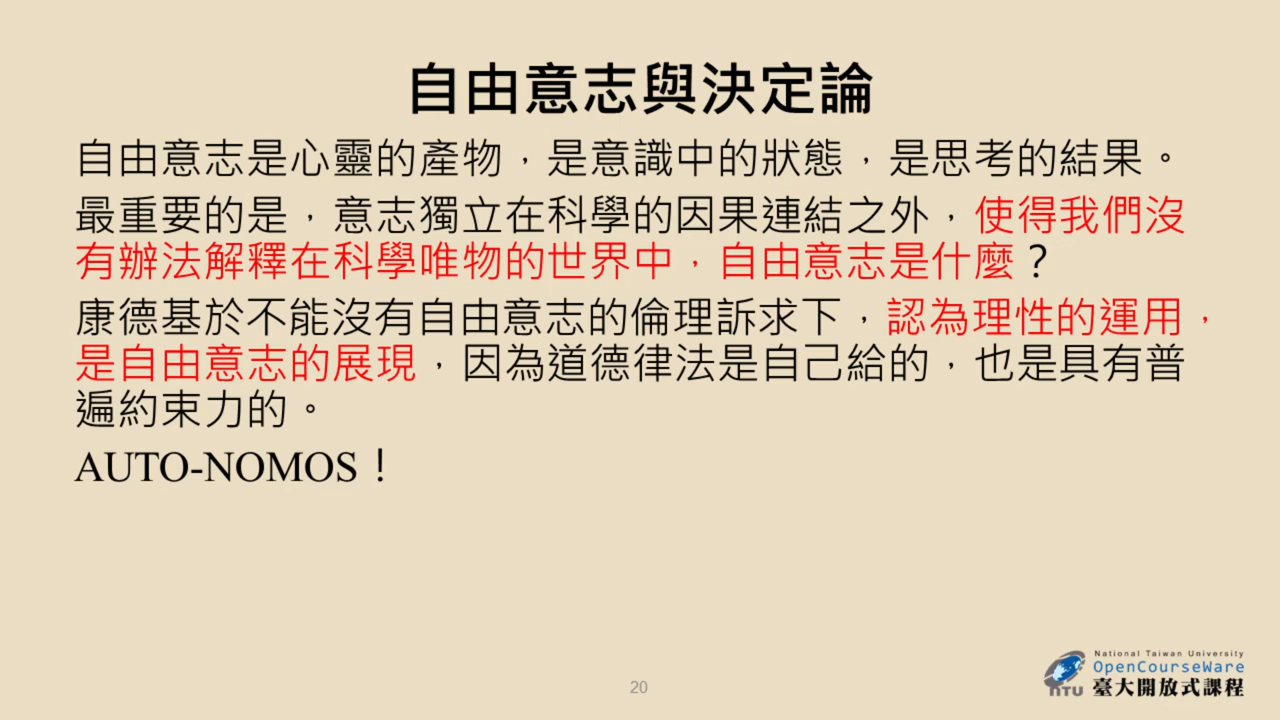 自由意志與決定論
自由意志是心靈的產物，是意識中的狀態，是思考的結果。
最重要的是，意志獨立在科學的因果連結之外，使得我們沒
有辦法解釋在科學唯物的世界中，自由意志是什麼？
康德基於不能沒有自由意志的倫理訴求下，認為理性的運用，
是自由意志的展現，因為道德律法是自己給的，也是具有普
遍約束力的。
AUTO-NOMOS！
20
National Taiwan University
OpenCourseWare
NTU 臺大開放式課程